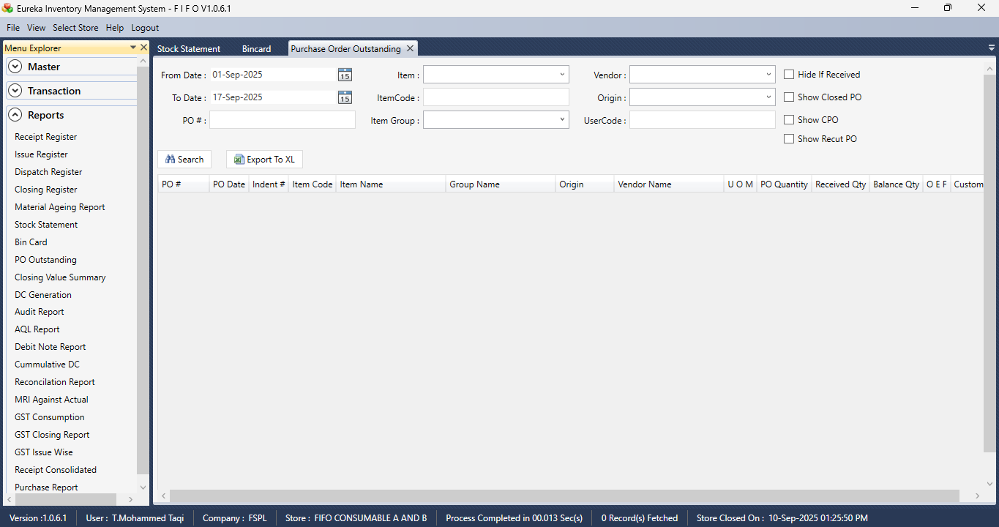 Eureka Inventory Management System - F I F O V1.0.6.1
File View Select Store Help Logout
Menu Explorer
Stock Statement Bincard Purchase Order Outstanding
Master
Transaction
Reports
Receipt Register
Issue Register
Dispatch Register
Closing Register
Material Ageing Report
Stock Statement
Bin Card
PO Outstanding
Closing Value Summary
DC Generation
Audit Report
AQL Report
Debit Note Report
Cummulative DC
Reconcilation Report
MRI Against Actual
GST Consumption
GST Closing Report
GST Issue Wise
Receipt Consolidated
Purchase Report
From Date : 01-Sep-2025 15 Item : Vendor : Hide If Received
To Date : 17-Sep-2025 15 ItemCode : Origin : Show Closed PO
PO # : Item Group : UserCode : Show CPO
Show Recut PO
Search Export To XL
PO # PO Date Indent # Item Code Item Name Group Name Origin Vendor Name U O M PO Quantity Received Qty Balance Qty O E F Custom
Version :1.0.6.1 User : T.Mohammed Taqi Company : FSPL Store : FIFO CONSUMABLE A AND B Process Completed in 00.013 Sec(s) 0 Record(s) Fetched Store Closed On : 10-Sep-2025 01:25:50 PM